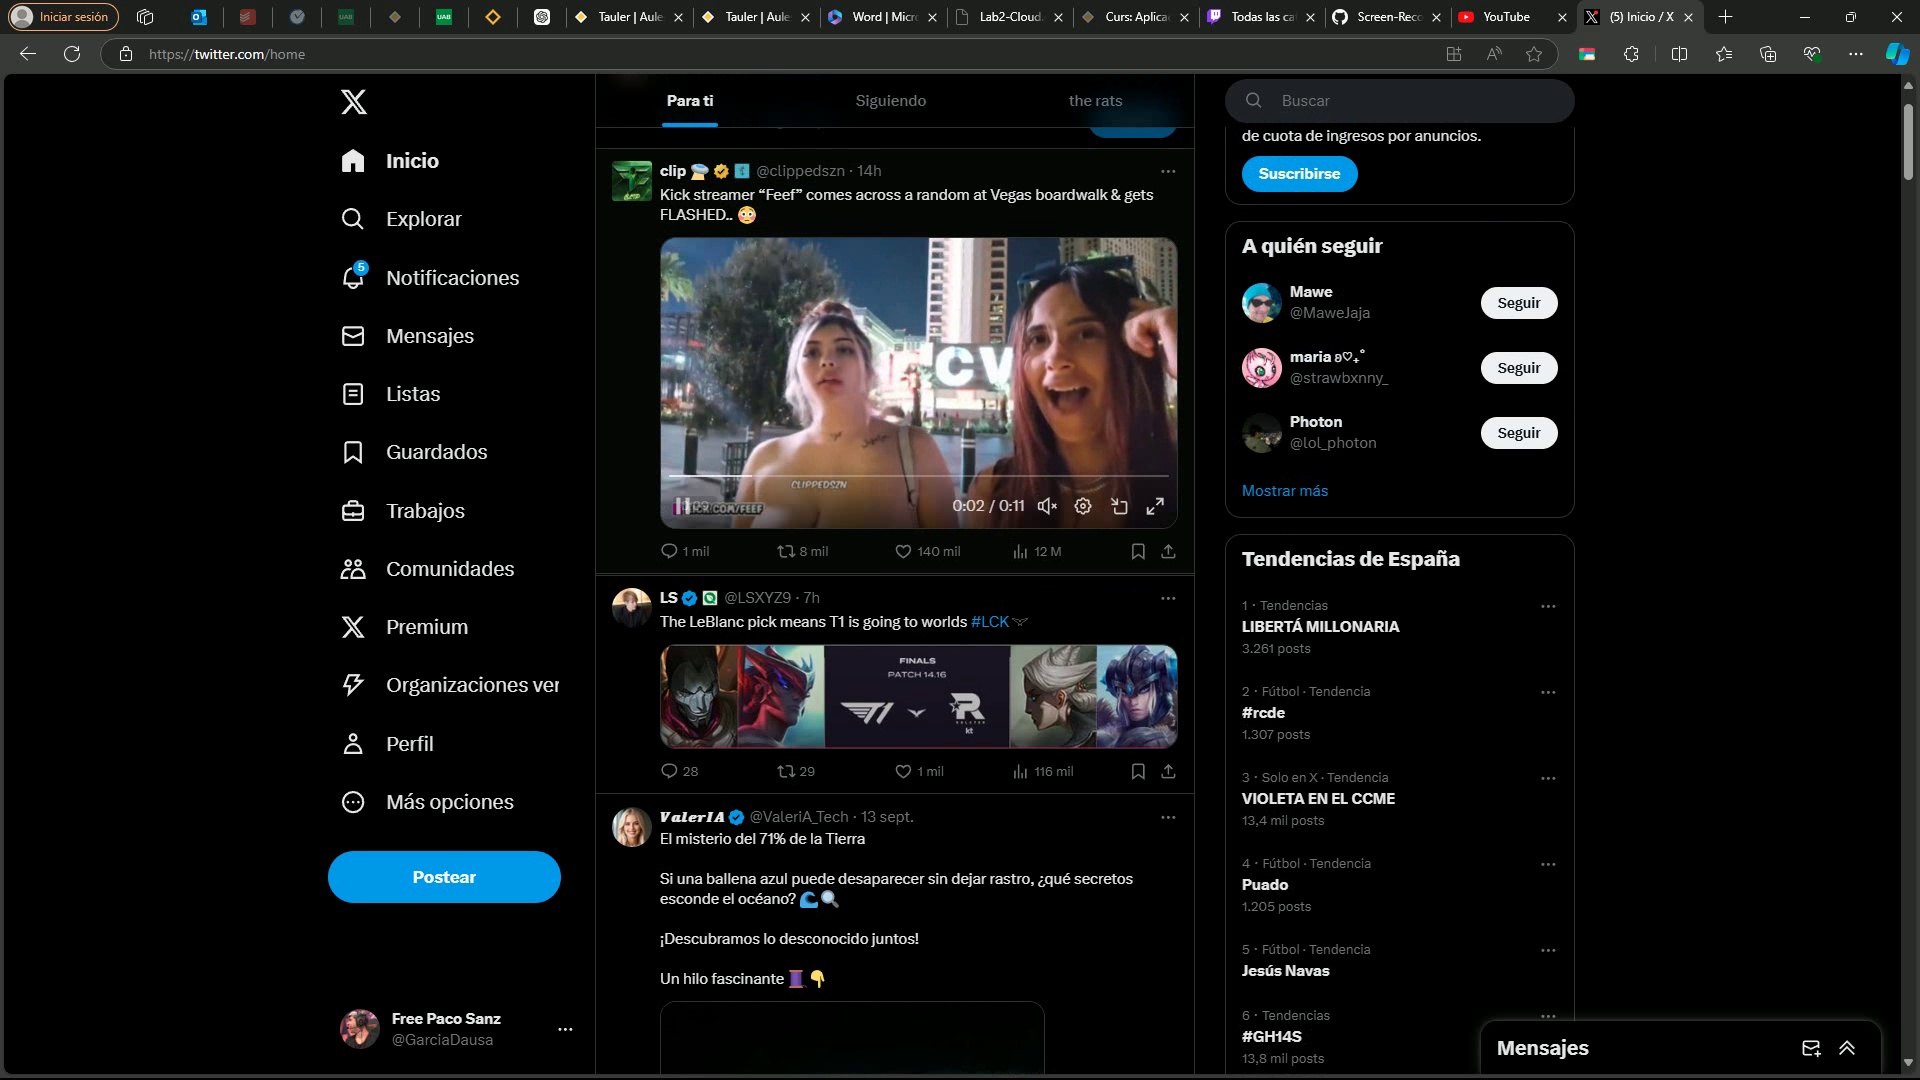 Iniciar sesión
Tauler | Aule
Tauler | Aule
Word | Micr
Lab2-Cloud.
Curs: Aplica
Todas las ca
Screen-Reco
YouTube
(5) Inicio / X
https://twitter.com/home
Inicio
Explorar
5
Notificaciones
Mensajes
Listas
Guardados
Trabajos
Comunidades
Premium
Organizaciones ver
Perfil
Más opciones
Postear
Free Paco Sanz
@GarciaDausa
Para ti
Siguiendo
the rats
clip @clippedszn · 14h
Kick streamer “Feef” comes across a random at Vegas boardwalk & gets
FLASHED..
CV
CLIPPEDSZN
KICK.COM/FEEF
0:02 / 0:11
1 mil
8 mil
140 mil
12 M
LS @LSXYZ9 · 7h
The LeBlanc pick means T1 is going to worlds #LCK
FINALS
PATCH 14.16
T1
kt
28
29
1 mil
116 mil
ValerIA @ValeriA_Tech · 13 sept.
El misterio del 71% de la Tierra
Si una ballena azul puede desaparecer sin dejar rastro, ¿qué secretos
esconde el océano?
¡Descubramos lo desconocido juntos!
Un hilo fascinante
Buscar
de cuota de ingresos por anuncios.
Suscribirse
A quién seguir
Mawe
@MaweJaja
Seguir
maria
@strawbxnny_
Seguir
Photon
@lol_photon
Seguir
Mostrar más
Tendencias de España
1 · Tendencias
LIBERTÁ MILLONARIA
3.261 posts
2 · Fútbol · Tendencia
#rcde
1.307 posts
3 · Solo en X · Tendencia
VIOLETA EN EL CCME
13,4 mil posts
4 · Fútbol · Tendencia
Puado
1.205 posts
5 · Fútbol · Tendencia
Jesús Navas
6 · Tendencias
#GH14S
13,8 mil posts
Mensajes